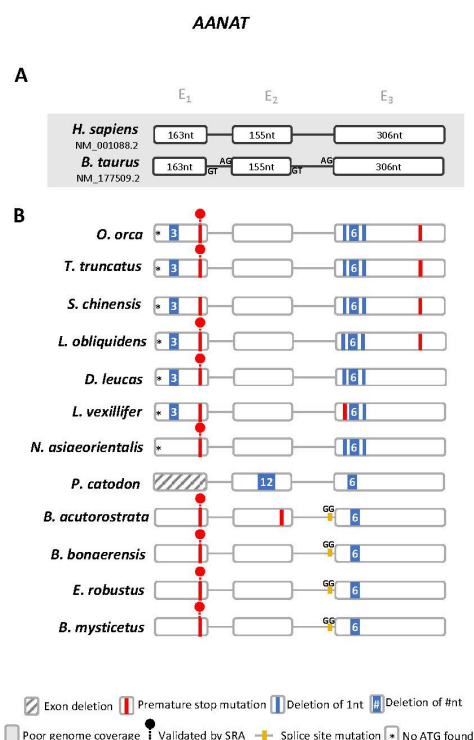 AANAT
A
E1 E2 E3
H. sapiens 163nt 155nt 306nt
NM_001088.2
B. taurus 163nt AG 155nt AG 306nt
NM_177509.2 GT GT
B
O. orca * 3 6
T. truncatus * 3 6
S. chinensis * 3 6
L. obliquidens * 3 6
D. leucas * 3 6
L. vexillifer * 3 6
N. asiaeorientalis * 6
P. catodon 12 6
B. acutorostrata GG 6
B. bonaerensis GG 6
E. robustus GG 6
B. mysticetus GG 6
Exon deletion Premature stop mutation Deletion of 1nt # Deletion of #nt
Poor genome coverage Validated by SRA Splice site mutation * No ATG found